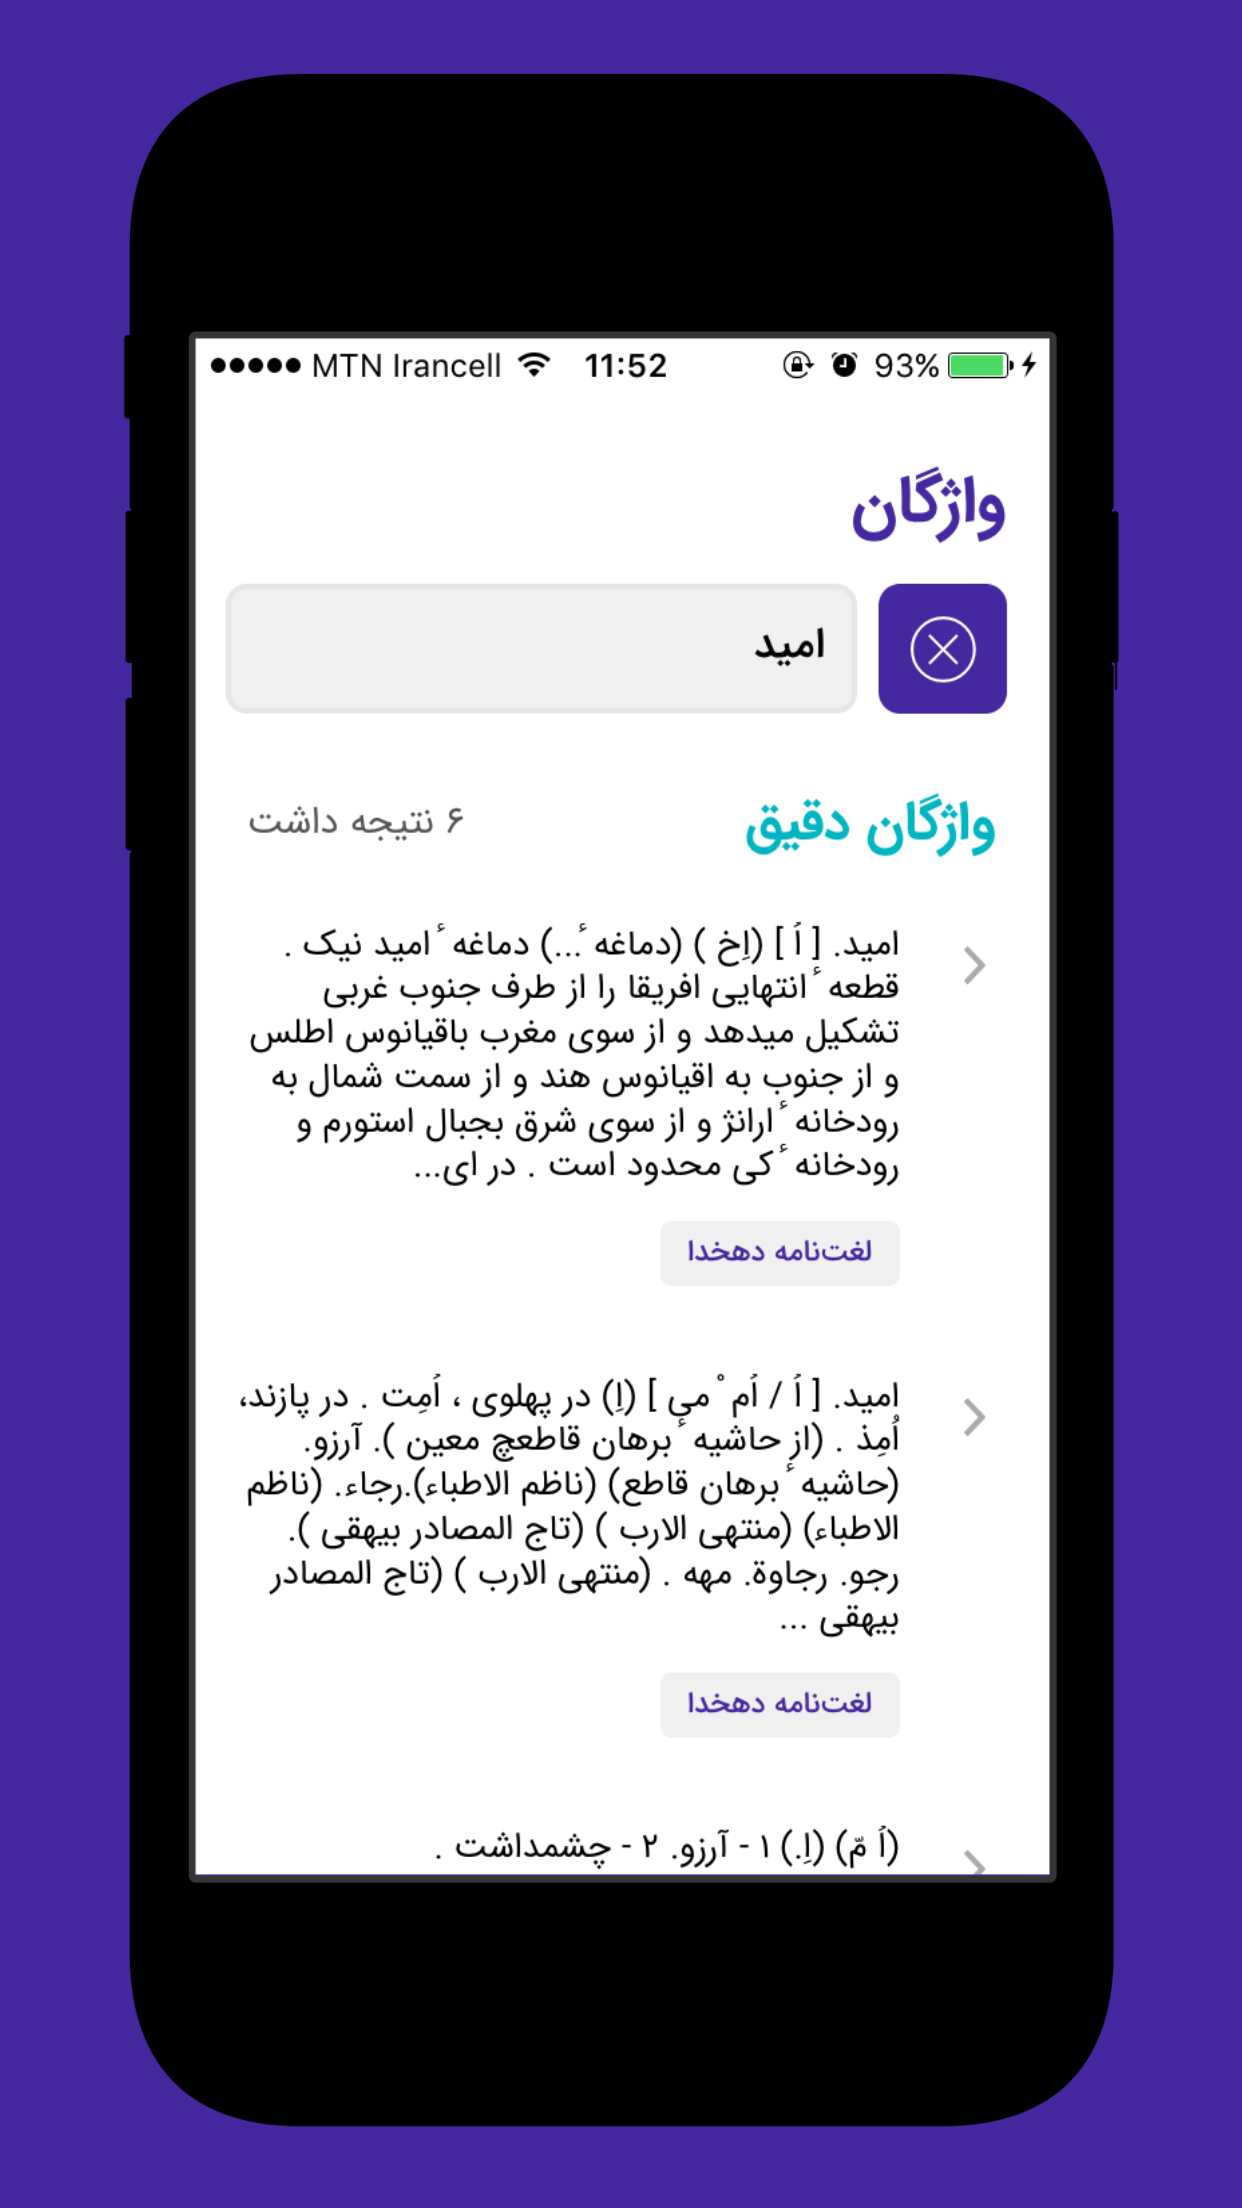 MTN Irancell 11:52 93%
واژگان
امید
واژگان دقیق
۶ نتیجه داشت
امید. [ اُ ] (اِخ ) (دماغه ٔ...) دماغه ٔ امید نیک .
قطعه ٔ انتهایی افریقا را از طرف جنوب غربی
تشکیل میدهد و از سوی مغرب باقیانوس اطلس
و از جنوب به اقیانوس هند و از سمت شمال به
رودخانه ٔ ارانژ و از سوی شرق بجبال استورم و
رودخانه ٔ کی محدود است . در ای...
لغت‌نامه دهخدا
امید. [ اُ / اُم ْ می ] (اِ) در پهلوی ، اُمِت . در پازند،
اُمِذ . (از حاشیه ٔ برهان قاطعچ معین ). آرزو.
(حاشیه ٔ برهان قاطع) (ناظم الاطباء).رجاء. (ناظم
الاطباء) (منتهی الارب ) (تاج المصادر بیهقی ).
رجو. رجاوة. مهه . (منتهی الارب ) (تاج المصادر
بیهقی ...
لغت‌نامه دهخدا
(اُ مّ) (اِ.) ۱ - آرزو. ۲ - چشمداشت .